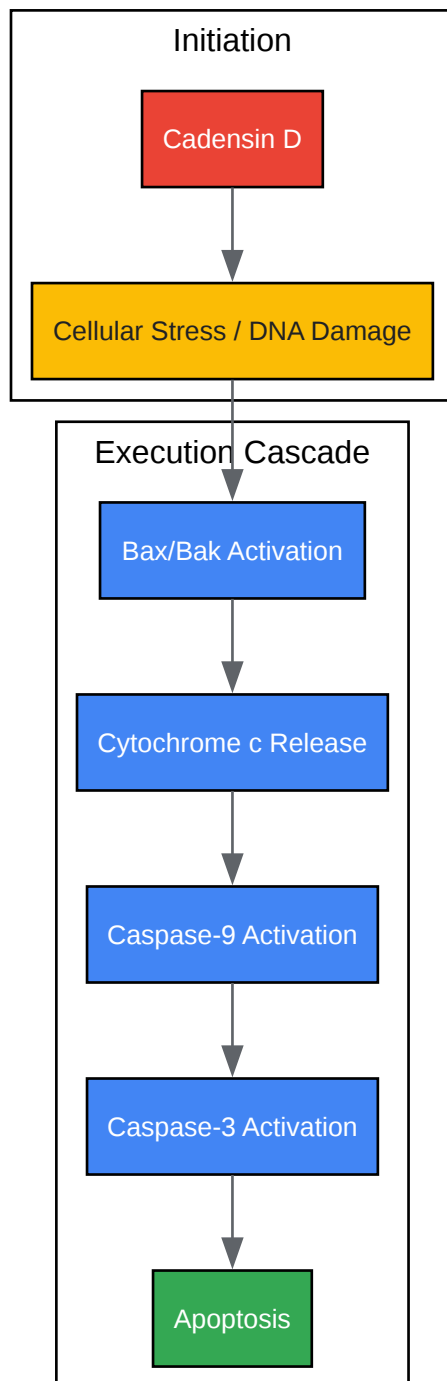 Initiation
Cadensin D
Cellular Stress / DNA Damage
Execution Cascade
Bax/Bak Activation
Cytochrome c Release
Caspase-9 Activation
Caspase-3 Activation
Apoptosis